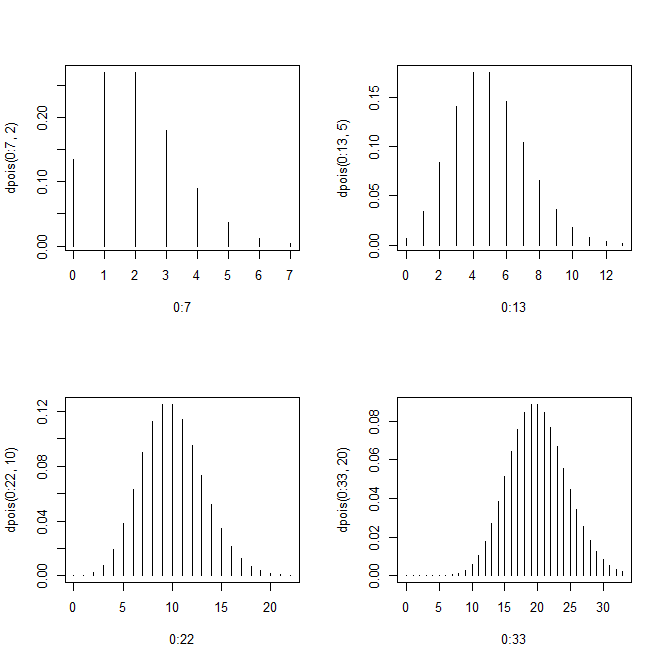 dpois(0:7, 2)
0.00 0.10 0.20
0 1 2 3 4 5 6 7
0:7
dpois(0:13, 5)
0.00 0.05 0.10 0.15
0 2 4 6 8 10 12
0:13
dpois(0:22, 10)
0.00 0.04 0.08 0.12
0 5 10 15 20
0:22
dpois(0:33, 20)
0.00 0.02 0.04 0.06 0.08
0 5 10 15 20 25 30
0:33